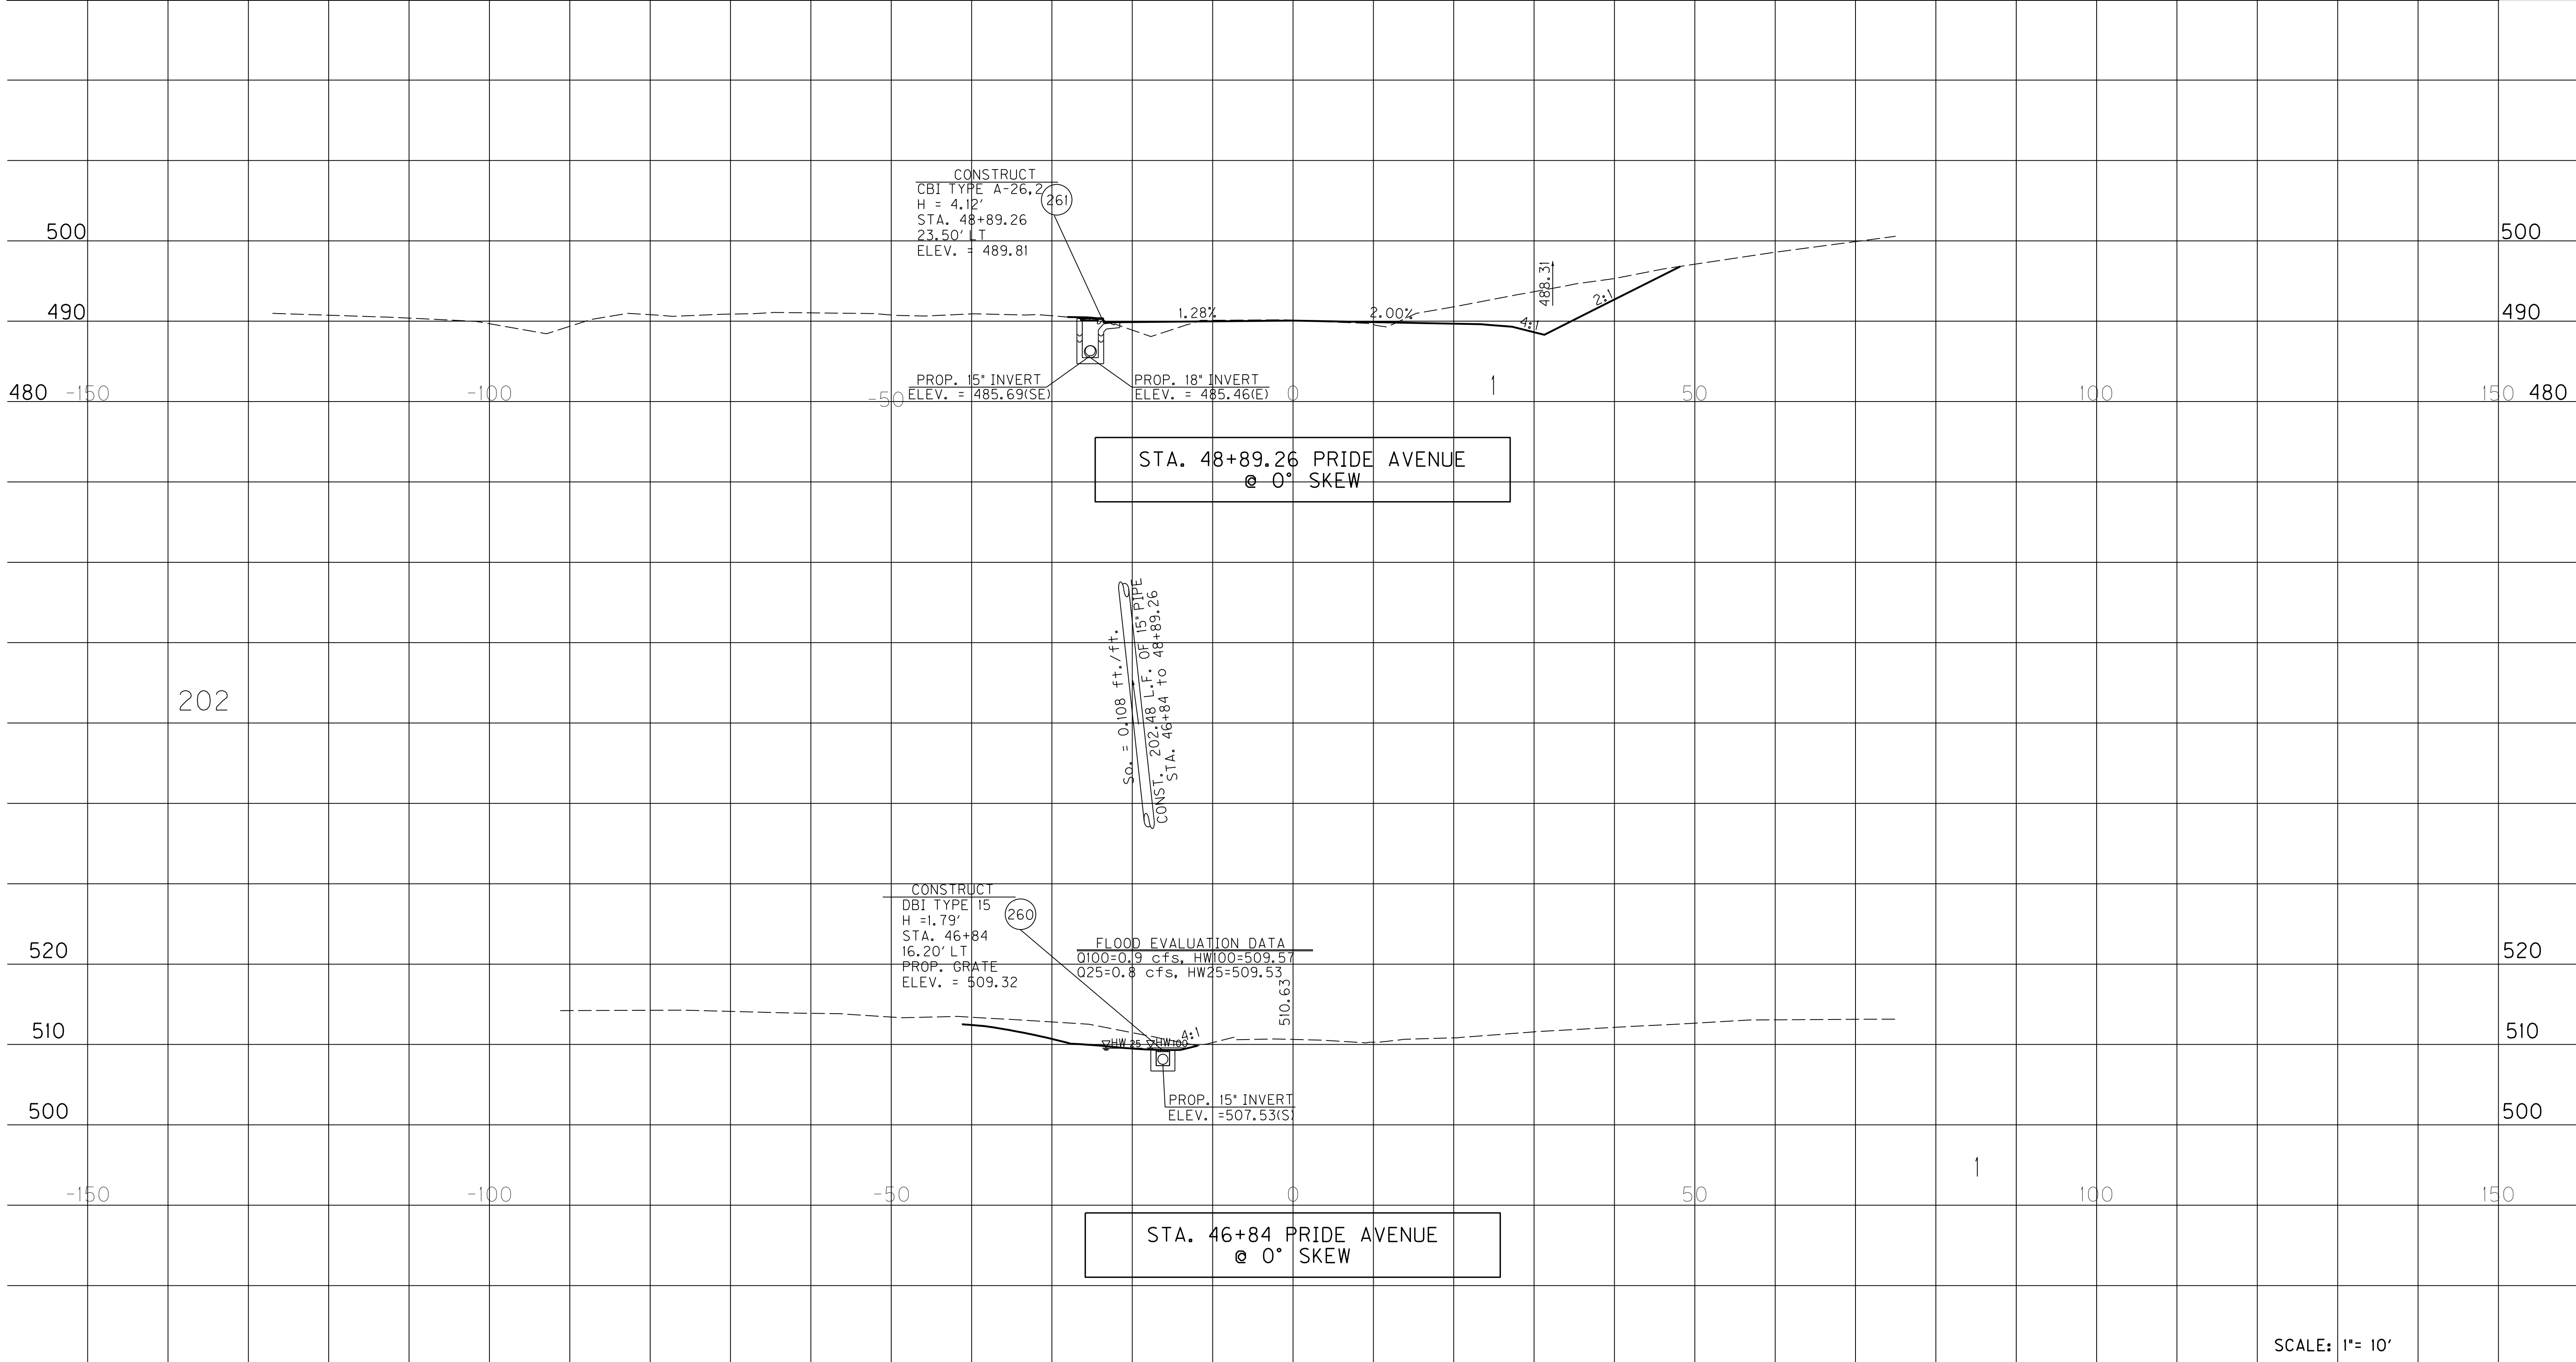 CONSTRUCT
CBI TYPE A-26,2
H = 4.12'
STA. 48+89.26
23.50' LT
ELEV. = 489.81
261
500
500
490
490
488.31
1.28%
2.00%
4:1
2:1
PROP. 15" INVERT
ELEV. = 485.69(SE)
PROP. 18" INVERT
ELEV. = 485.46(E)
1
480 -150 -100 -50 0 50 100 150 480
STA. 48+89.26 PRIDE AVENUE
@ 0° SKEW
So. = 0.108 ft./ft.
CONST. 202.48 L.F. OF 15" PIPE
STA. 46+84 to 48+89.26
202
CONSTRUCT
DBI TYPE 15
H =1.79'
STA. 46+84
16.20' LT
PROP. GRATE
ELEV. = 509.32
260
FLOOD EVALUATION DATA
Q100=0.9 cfs, HW100=509.57
Q25=0.8 cfs, HW25=509.53
520
520
510.63
510
510
4:1
HW 25
HW100
PROP. 15" INVERT
ELEV. =507.53(S)
500
500
1
-150 -100 -50 0 50 100 150
STA. 46+84 PRIDE AVENUE
@ 0° SKEW
SCALE: 1"= 10'